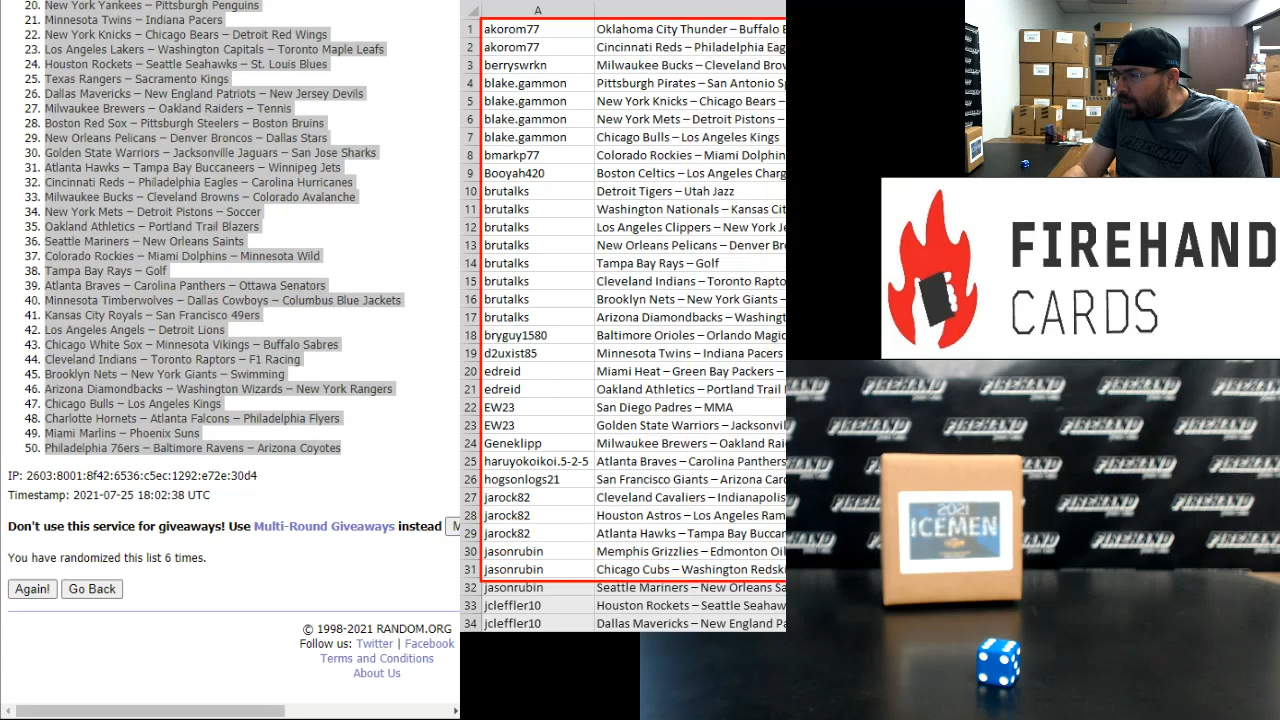 20. New York Yankees – Pittsburgh Penguins
21. Minnesota Twins – Indiana Pacers
22. New York Knicks – Chicago Bears – Detroit Red Wings
23. Los Angeles Lakers – Washington Capitals – Toronto Maple Leafs
24. Houston Rockets – Seattle Seahawks – St. Louis Blues
25. Texas Rangers – Sacramento Kings
26. Dallas Mavericks – New England Patriots – New Jersey Devils
27. Milwaukee Brewers – Oakland Raiders – Tennis
28. Boston Red Sox – Pittsburgh Steelers – Boston Bruins
29. New Orleans Pelicans – Denver Broncos – Dallas Stars
30. Golden State Warriors – Jacksonville Jaguars – San Jose Sharks
31. Atlanta Hawks – Tampa Bay Buccaneers – Winnipeg Jets
32. Cincinnati Reds – Philadelphia Eagles – Carolina Hurricanes
33. Milwaukee Bucks – Cleveland Browns – Colorado Avalanche
34. New York Mets – Detroit Pistons – Soccer
35. Oakland Athletics – Portland Trail Blazers
36. Seattle Mariners – New Orleans Saints
37. Colorado Rockies – Miami Dolphins – Minnesota Wild
38. Tampa Bay Rays – Golf
39. Atlanta Braves – Carolina Panthers – Ottawa Senators
40. Minnesota Timberwolves – Dallas Cowboys – Columbus Blue Jackets
41. Kansas City Royals – San Francisco 49ers
42. Los Angeles Angels – Detroit Lions
43. Chicago White Sox – Minnesota Vikings – Buffalo Sabres
44. Cleveland Indians – Toronto Raptors – F1 Racing
45. Brooklyn Nets – New York Giants – Swimming
46. Arizona Diamondbacks – Washington Wizards – New York Rangers
47. Chicago Bulls – Los Angeles Kings
48. Charlotte Hornets – Atlanta Falcons – Philadelphia Flyers
49. Miami Marlins – Phoenix Suns
50. Philadelphia 76ers – Baltimore Ravens – Arizona Coyotes
IP: 2603:8001:8f42:6536:c5ec:1292:e72e:30d4
Timestamp: 2021-07-25 18:02:38 UTC
Don't use this service for giveaways! Use Multi-Round Giveaways instead M
You have randomized this list 6 times.
Again! Go Back
© 1998-2021 RANDOM.ORG
Follow us: Twitter | Facebook
Terms and Conditions
About Us
A
1 akorom77 Oklahoma City Thunder – Buffalo B
2 akorom77 Cincinnati Reds – Philadelphia Eag
3 berryswrkn Milwaukee Bucks – Cleveland Brow
4 blake.gammon Pittsburgh Pirates – San Antonio Sp
5 blake.gammon New York Knicks – Chicago Bears –
6 blake.gammon New York Mets – Detroit Pistons –
7 blake.gammon Chicago Bulls – Los Angeles Kings
8 bmarkp77 Colorado Rockies – Miami Dolphin
9 Booyah420 Boston Celtics – Los Angeles Charg
10 brutalks Detroit Tigers – Utah Jazz
11 brutalks Washington Nationals – Kansas Cit
12 brutalks Los Angeles Clippers – New York Je
13 brutalks New Orleans Pelicans – Denver Bro
14 brutalks Tampa Bay Rays – Golf
15 brutalks Cleveland Indians – Toronto Rapto
16 brutalks Brooklyn Nets – New York Giants –
17 brutalks Arizona Diamondbacks – Washingt
18 bryguy1580 Baltimore Orioles – Orlando Magic
19 d2uxist85 Minnesota Twins – Indiana Pacers
20 edreid Miami Heat – Green Bay Packers –
21 edreid Oakland Athletics – Portland Trail
22 EW23 San Diego Padres – MMA
23 EW23 Golden State Warriors – Jacksonvil
24 Geneklipp Milwaukee Brewers – Oakland Raid
25 haruyokoikoi.5-2-5 Atlanta Braves – Carolina Panthers
26 hogsonlogs21 San Francisco Giants – Arizona Card
27 jarock82 Cleveland Cavaliers – Indianapolis
28 jarock82 Houston Astros – Los Angeles Ram
29 jarock82 Atlanta Hawks – Tampa Bay Buccan
30 jasonrubin Memphis Grizzlies – Edmonton Oil
31 jasonrubin Chicago Cubs – Washington Redsk
32 jasonrubin Seattle Mariners – New Orleans Sa
33 jcleffler10 Houston Rockets – Seattle Seahaw
34 jcleffler10 Dallas Mavericks – New England Pa
FIREHAND
CARDS
2021
ICEMEN